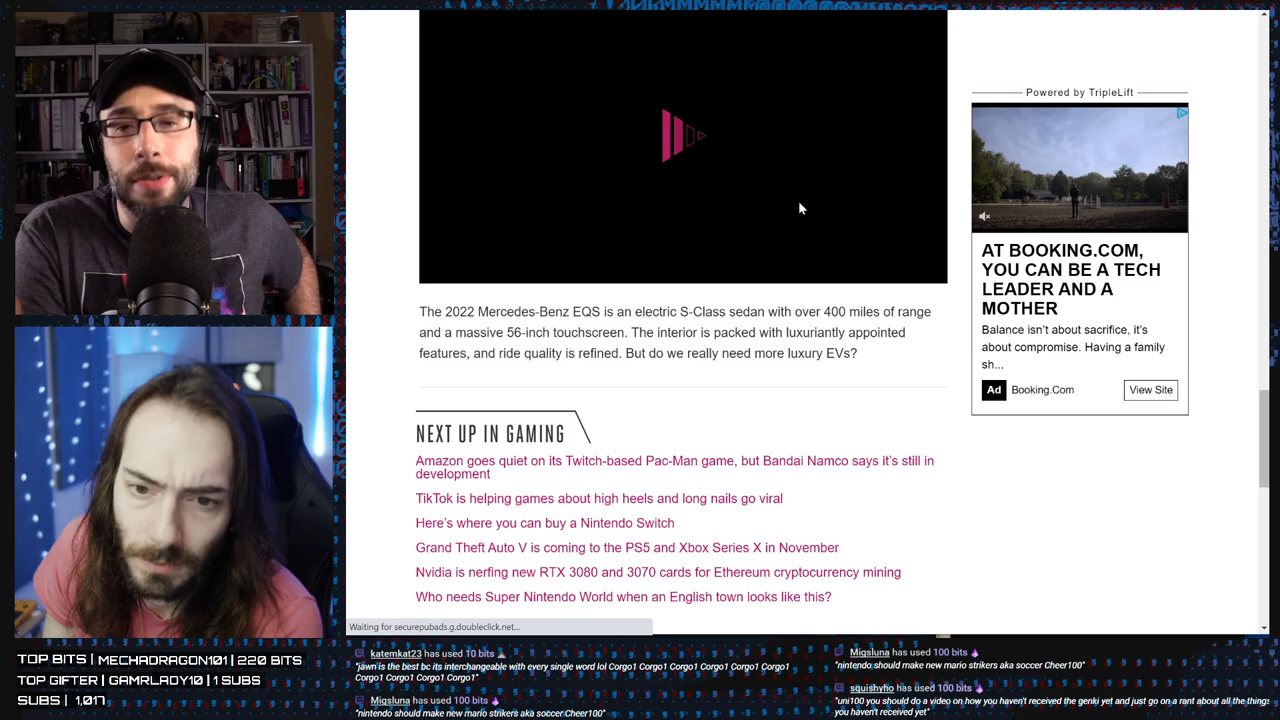 Powered by TripleLift
AT BOOKING.COM,
YOU CAN BE A TECH
LEADER AND A
MOTHER
Balance isn't about sacrifice, it's
about compromise. Having a family
sh...
Ad Booking.Com View Site
The 2022 Mercedes-Benz EQS is an electric S-Class sedan with over 400 miles of range
and a massive 56-inch touchscreen. The interior is packed with luxuriantly appointed
features, and ride quality is refined. But do we really need more luxury EVs?
NEXT UP IN GAMING
Amazon goes quiet on its Twitch-based Pac-Man game, but Bandai Namco says it's still in
development
TikTok is helping games about high heels and long nails go viral
Here's where you can buy a Nintendo Switch
Grand Theft Auto V is coming to the PS5 and Xbox Series X in November
Nvidia is nerfing new RTX 3080 and 3070 cards for Ethereum cryptocurrency mining
Who needs Super Nintendo World when an English town looks like this?
Waiting for securepubads.g.doubleclick.net...
TOP BITS | MECHADRAGON101 | 220 BITS
TOP GIFTER | GAMRLADY10 | 1 SUBS
SUBS | 1,017
katemkat23 has used 10 bits
"jawn is the best bc its interchangeable with every single word lol Corgo1 Corgo1 Corgo1 Corgo1 Corgo1 Corgo1
Corgo1 Corgo1 Corgo1 Corgo1"
Miqsluna has used 100 bits
"nintendo should make new mario strikers aka soccer Cheer100"
Miqsluna has used 100 bits
"nintendo should make new mario strikers aka soccer Cheer100"
squishyho has used 100 bits
"uni100 you should do a video on how you haven't received the genki yet and just go on a rant about all the things
you haven't received yet"